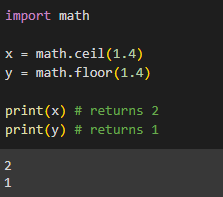 import math
x = math.ceil(1.4)
y = math.floor(1.4)
print(x) # returns 2
print(y) # returns 1
2
1